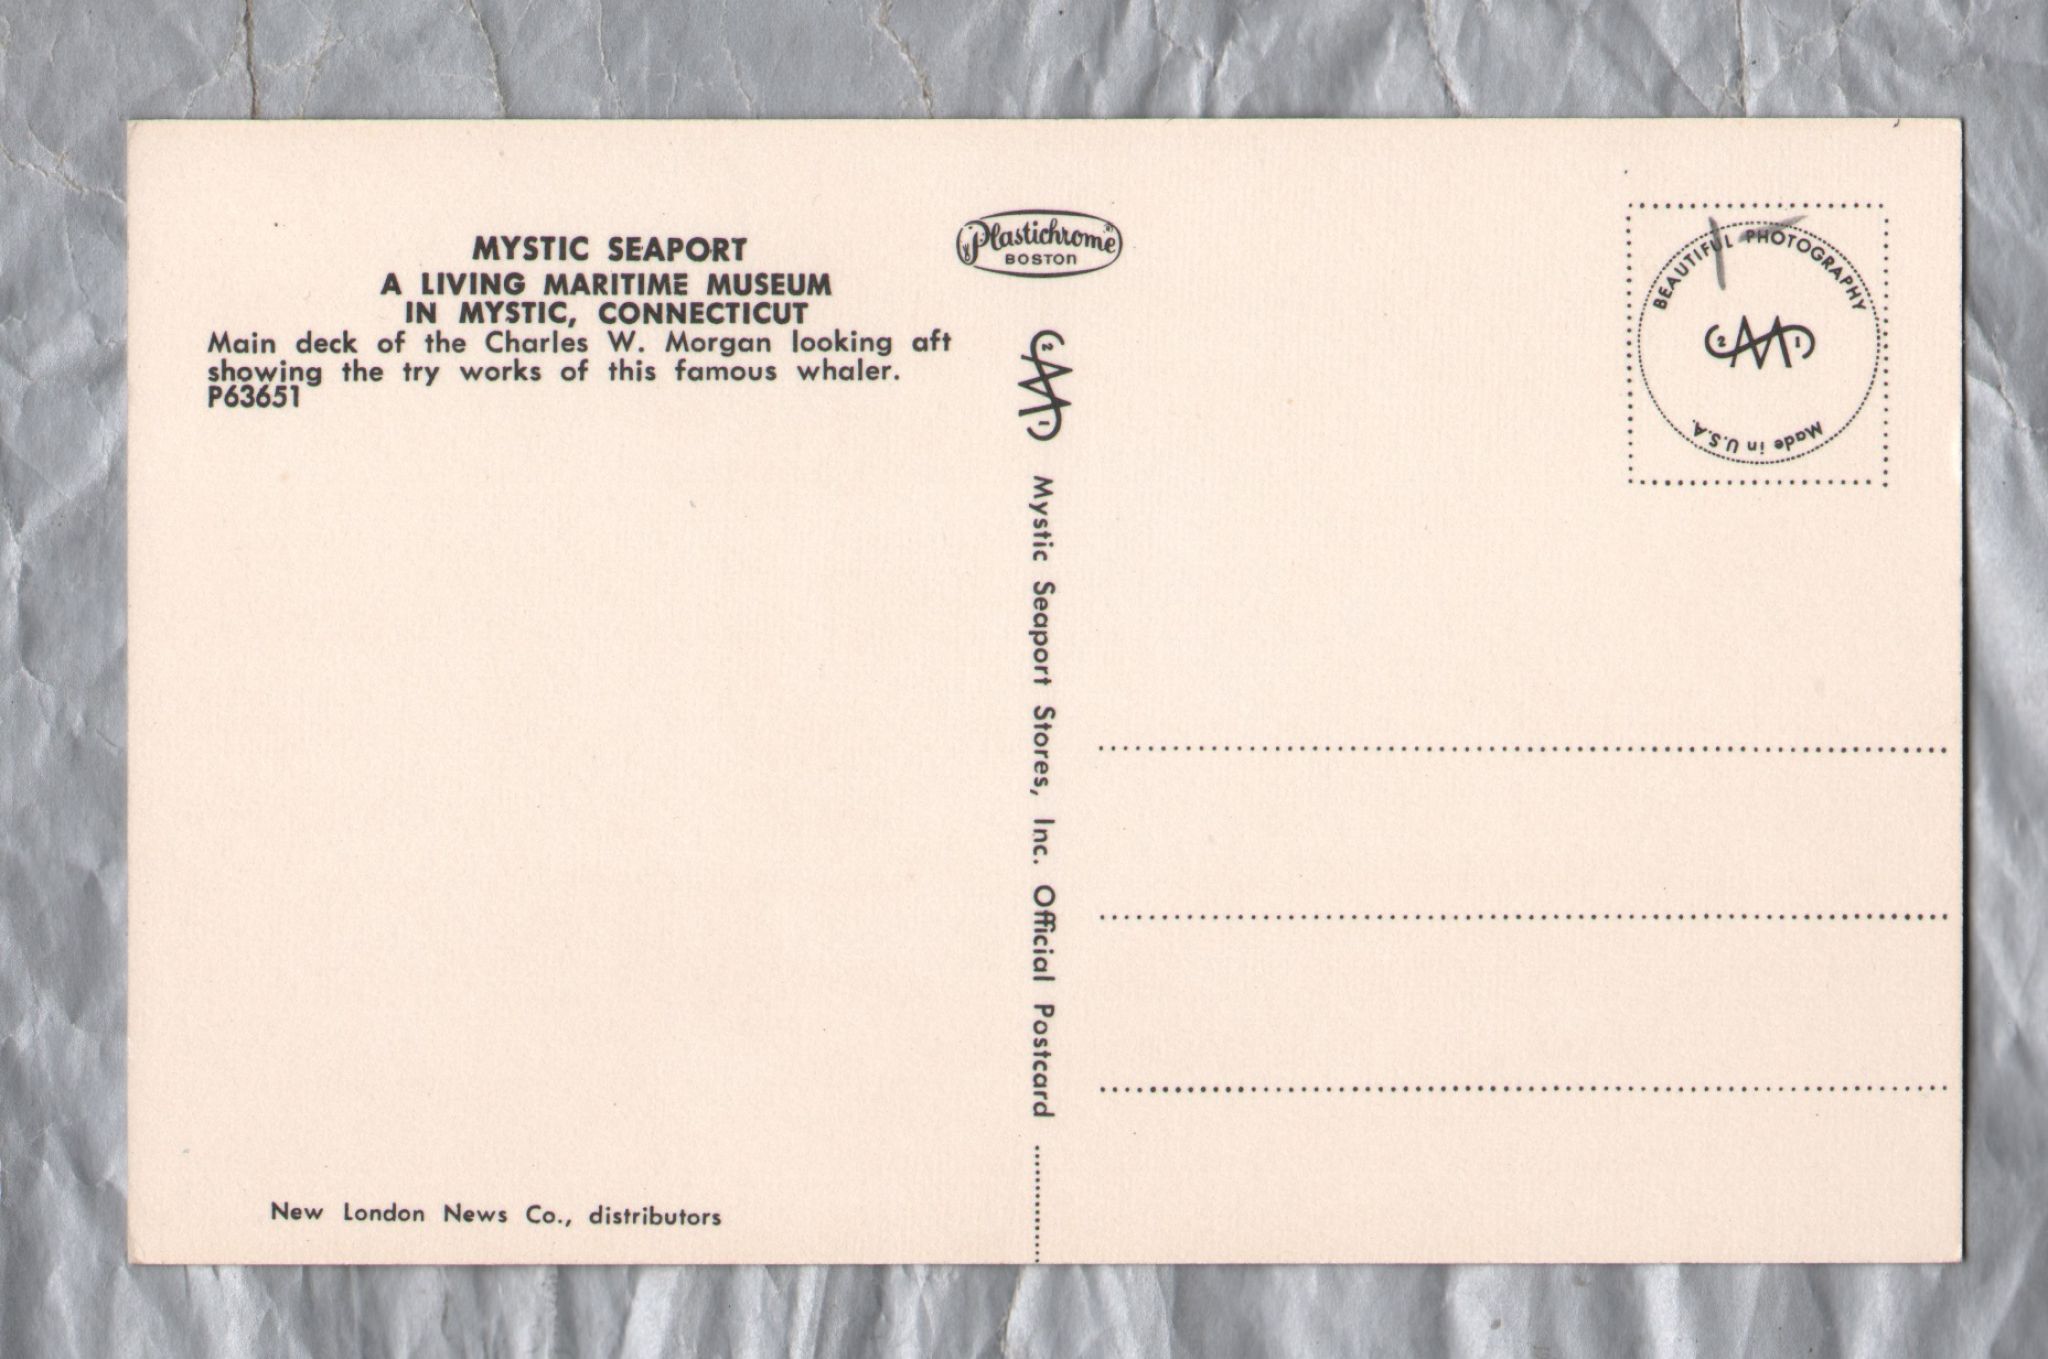 MYSTIC SEAPORT
A LIVING MARITIME MUSEUM
IN MYSTIC, CONNECTICUT
Main deck of the Charles W. Morgan looking aft
showing the try works of this famous whaler.
P63651
New London News Co., distributors
Plastichrome
BOSTON
Mystic Seaport Stores, Inc. Official Postcard
BEAUTIFUL PHOTOGRAPHY
Made in U.S.A.